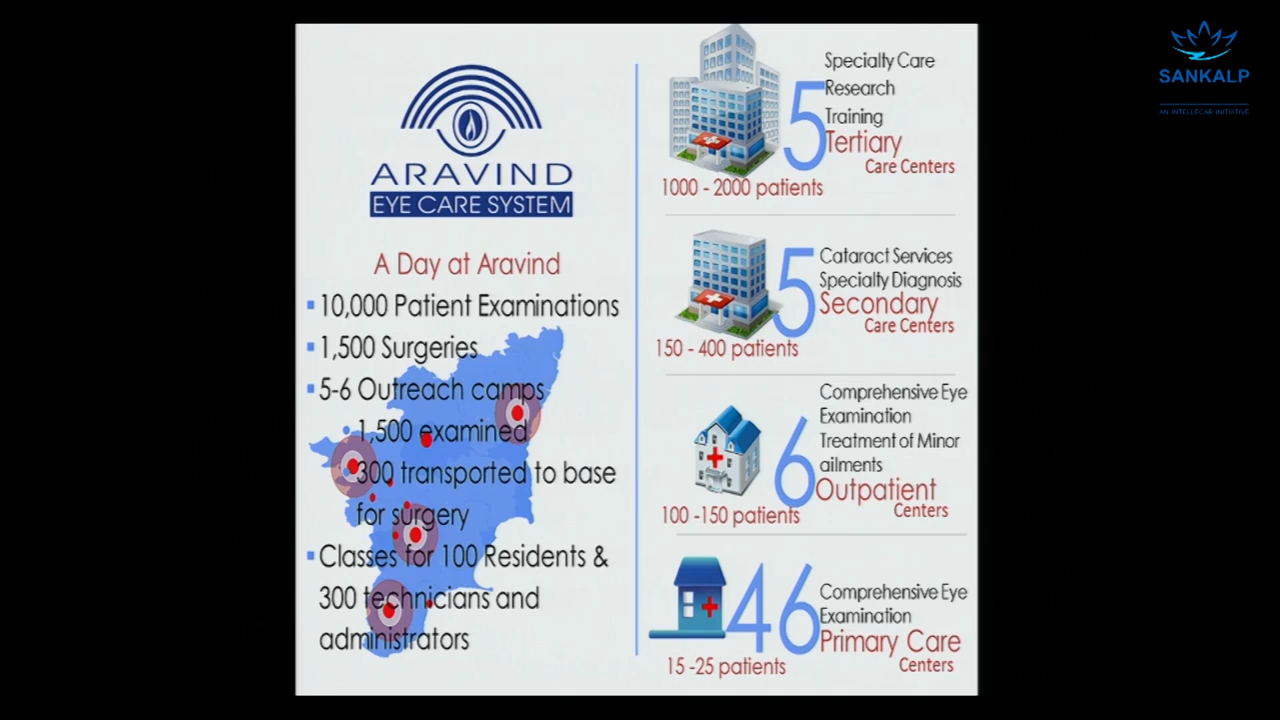 ARAVIND
EYE CARE SYSTEM
A Day at Aravind
10,000 Patient Examinations
1,500 Surgeries
5-6 Outreach camps
1,500 examined
300 transported to base
for surgery
Classes for 100 Residents &
300 technicians and
administrators
Specialty Care
Research
Training
5
Tertiary
Care Centers
1000 - 2000 patients
Cataract Services
Specialty Diagnosis
5
Secondary
Care Centers
150 - 400 patients
Comprehensive Eye
Examination
Treatment of Minor
ailments
6
Outpatient
Centers
100 -150 patients
46
Comprehensive Eye
Examination
Primary Care
Centers
15 -25 patients
SANKALP
AN INTELLECAP INITIATIVE